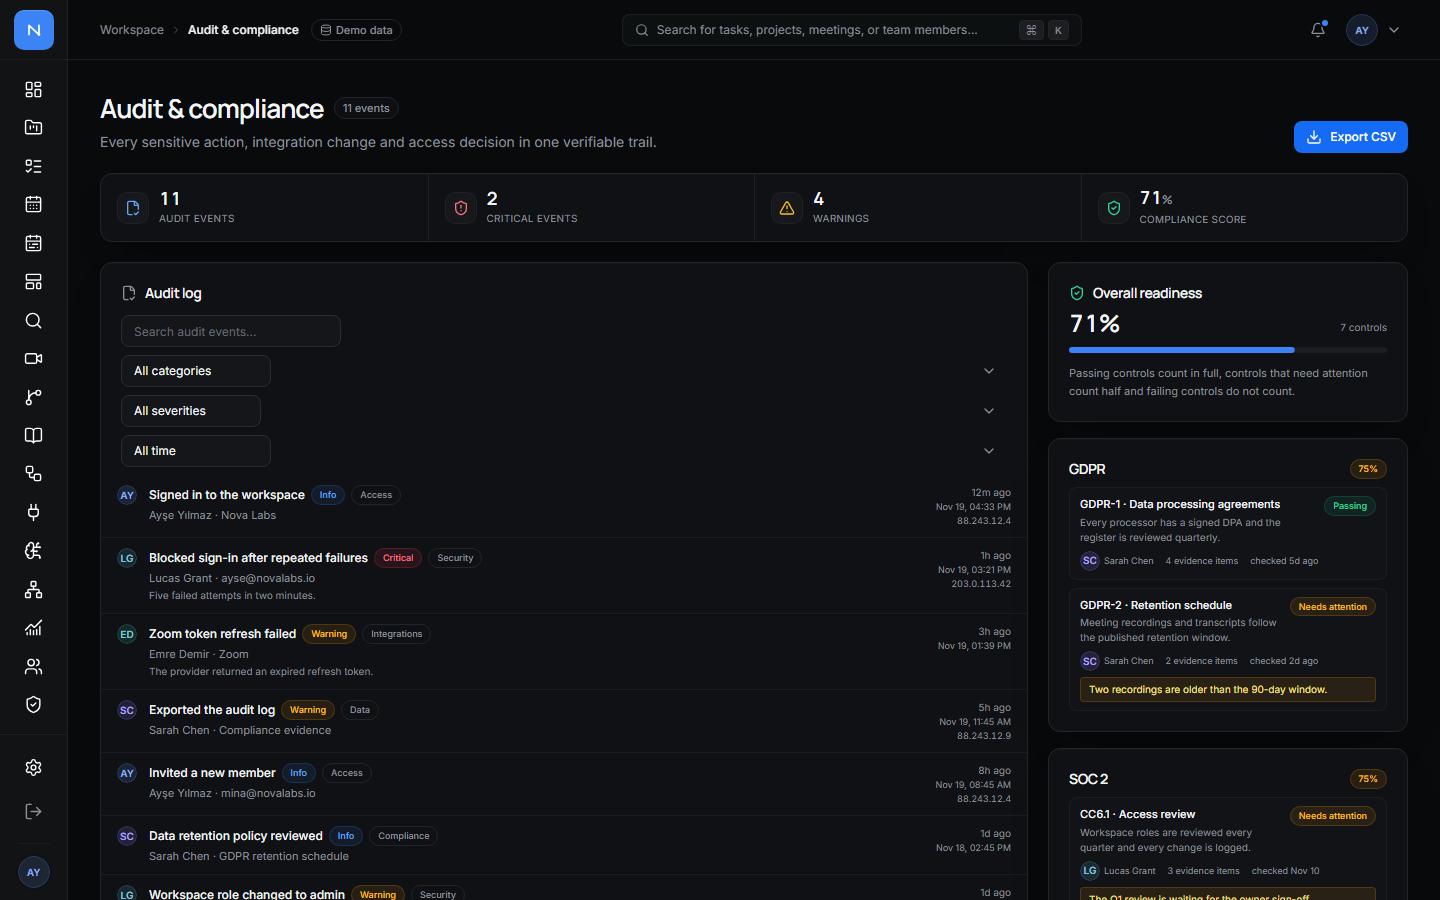 Workspace
Audit & compliance
Demo data
Search for tasks, projects, meetings, or team members...
⌘ K
AY
Audit & compliance
11 events
Every sensitive action, integration change and access decision in one verifiable trail.
Export CSV
11
AUDIT EVENTS
2
CRITICAL EVENTS
4
WARNINGS
71%
COMPLIANCE SCORE
Audit log
Search audit events...
All categories
All severities
All time
AY Signed in to the workspace Info Access
Ayşe Yılmaz · Nova Labs
12m ago
Nov 19, 04:33 PM
88.243.12.4
LG Blocked sign-in after repeated failures Critical Security
Lucas Grant · ayse@novalabs.io
Five failed attempts in two minutes.
1h ago
Nov 19, 03:21 PM
203.0.113.42
ED Zoom token refresh failed Warning Integrations
Emre Demir · Zoom
The provider returned an expired refresh token.
3h ago
Nov 19, 01:39 PM
SC Exported the audit log Warning Data
Sarah Chen · Compliance evidence
5h ago
Nov 19, 11:45 AM
88.243.12.9
AY Invited a new member Info Access
Ayşe Yılmaz · mina@novalabs.io
8h ago
Nov 19, 08:45 AM
88.243.12.4
SC Data retention policy reviewed Info Compliance
Sarah Chen · GDPR retention schedule
1d ago
Nov 18, 02:45 PM
LG Workspace role changed to admin Warning Security
1d ago
Overall readiness
71%
7 controls
Passing controls count in full, controls that need attention
count half and failing controls do not count.
GDPR
75%
GDPR-1 · Data processing agreements
Passing
Every processor has a signed DPA and the
register is reviewed quarterly.
SC Sarah Chen 4 evidence items checked 5d ago
GDPR-2 · Retention schedule
Needs attention
Meeting recordings and transcripts follow
the published retention window.
SC Sarah Chen 2 evidence items checked 2d ago
Two recordings are older than the 90-day window.
SOC 2
75%
CC6.1 · Access review
Needs attention
Workspace roles are reviewed every
quarter and every change is logged.
LG Lucas Grant 3 evidence items checked Nov 10
The Q1 review is waiting for the owner sign-off.
AY